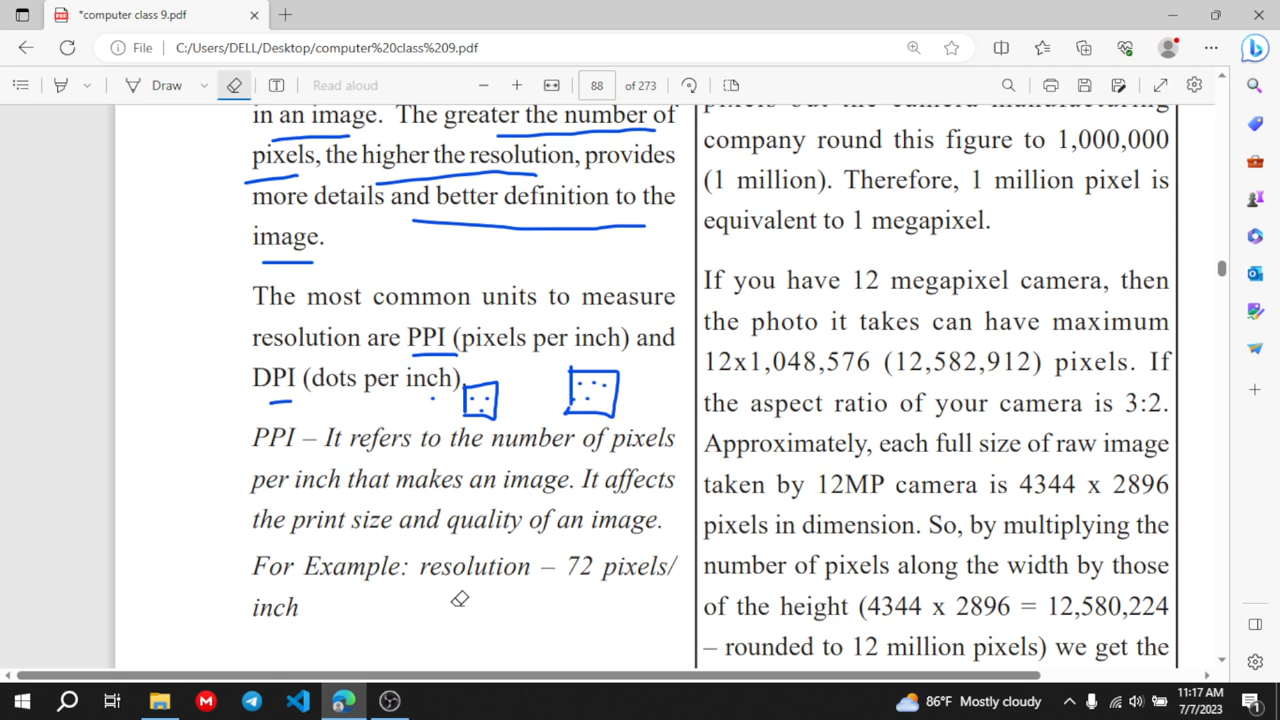 *computer class 9.pdf
File
C:/Users/DELL/Desktop/computer%20class%209.pdf
Draw
Read aloud
88 of 273
in an image. The greater the number of
pixels, the higher the resolution, provides
more details and better definition to the
image.
The most common units to measure
resolution are PPI (pixels per inch) and
DPI (dots per inch).
PPI – It refers to the number of pixels
per inch that makes an image. It affects
the print size and quality of an image.
For Example: resolution – 72 pixels/
inch
pixels but the camera manufacturing
company round this figure to 1,000,000
(1 million). Therefore, 1 million pixel is
equivalent to 1 megapixel.
If you have 12 megapixel camera, then
the photo it takes can have maximum
12x1,048,576 (12,582,912) pixels. If
the aspect ratio of your camera is 3:2.
Approximately, each full size of raw image
taken by 12MP camera is 4344 x 2896
pixels in dimension. So, by multiplying the
number of pixels along the width by those
of the height (4344 x 2896 = 12,580,224
– rounded to 12 million pixels) we get the
86°F Mostly cloudy
11:17 AM
7/7/2023